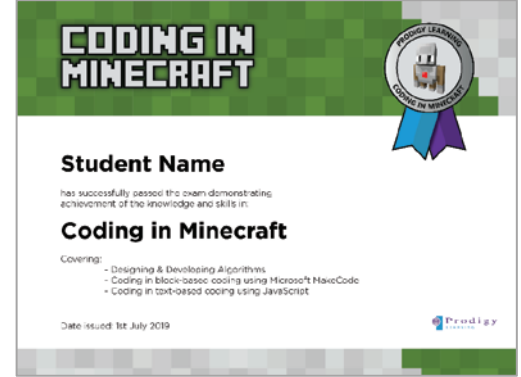 CODING IN
MINECRAFT
PRODIGY LEARNING
CODING IN MINECRAFT
Student Name
has successfully passed the exam demonstrating
achievement of the knowledge and skills in:
Coding in Minecraft
Covering:
- Designing & Developing Algorithms
- Coding in block-based coding using Microsoft MakeCode
- Coding in text-based coding using JavaScript
Date issued: 1st July 2019
Prodigy
LEARNING